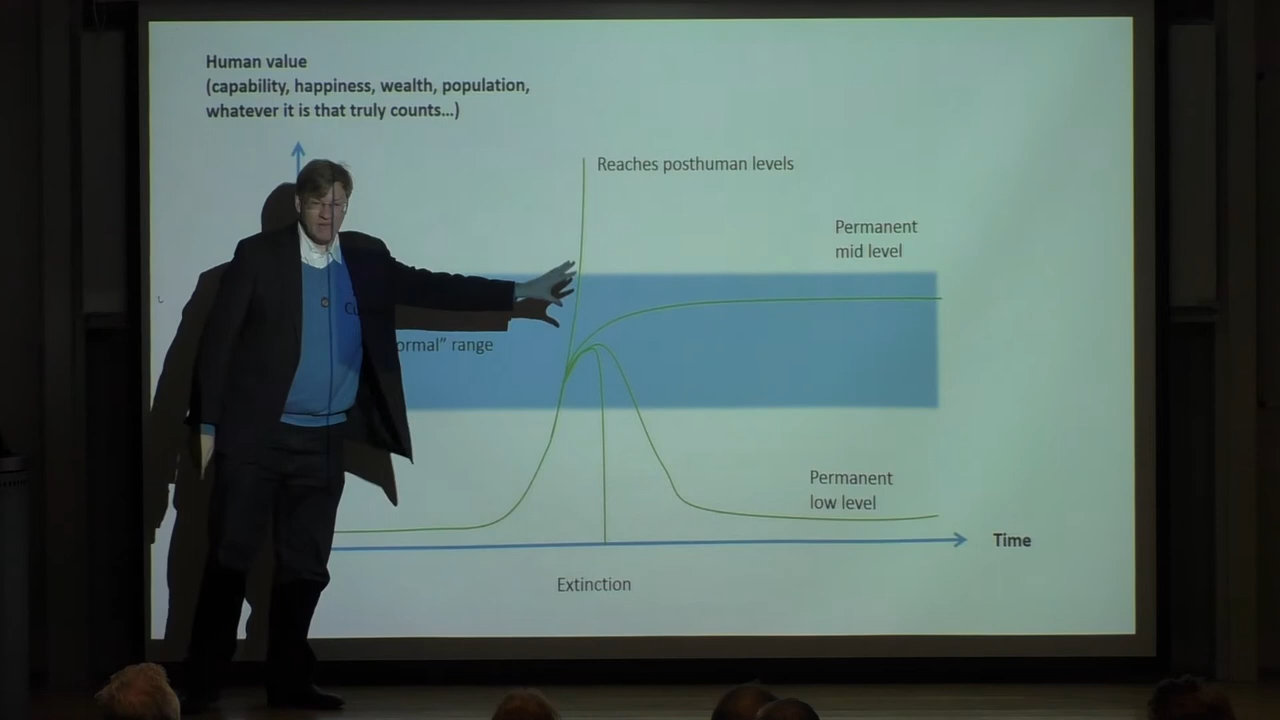 Human value
(capability, happiness, wealth, population,
whatever it is that truly counts...)
Reaches posthuman levels
Permanent
mid level
Cu
ormal” range
Permanent
low level
Time
Extinction